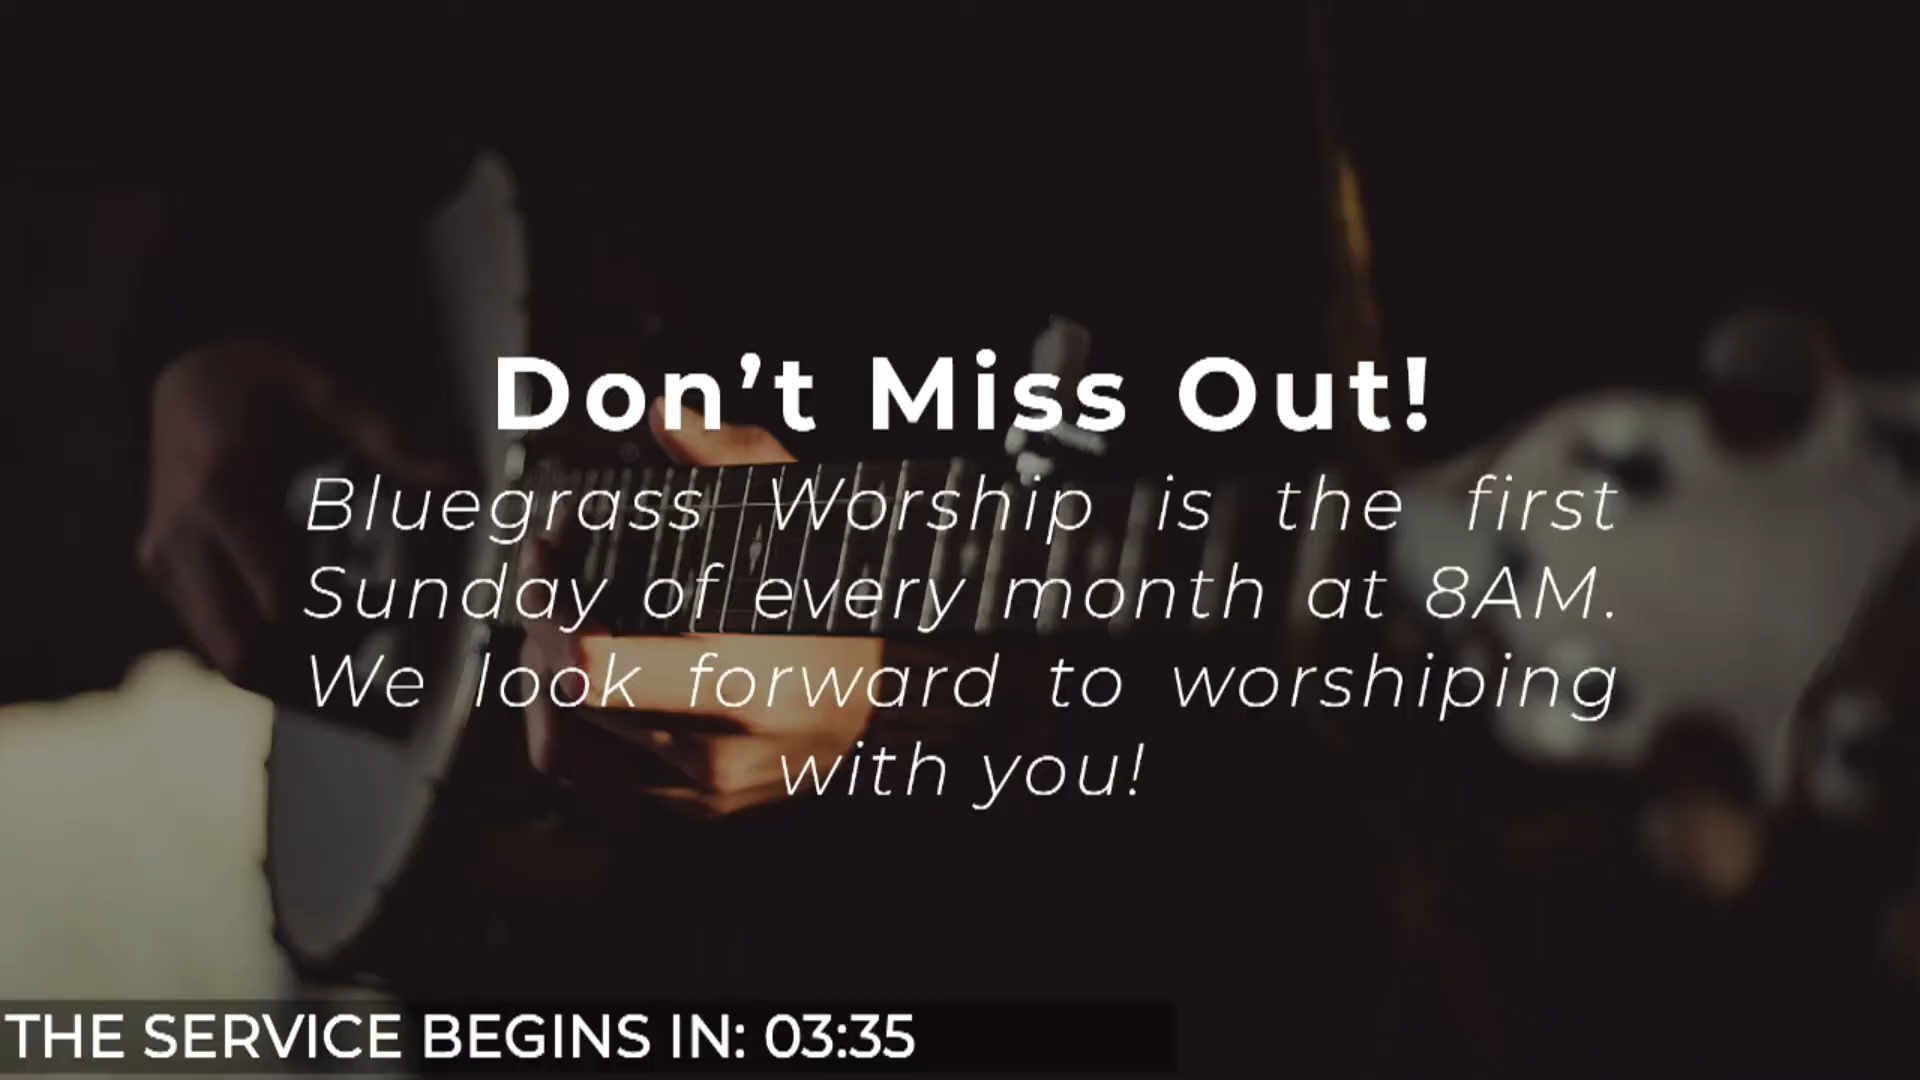 Don’t Miss Out!
Bluegrass Worship is the first
Sunday of every month at 8AM.
We look forward to worshiping
with you!
THE SERVICE BEGINS IN: 03:35